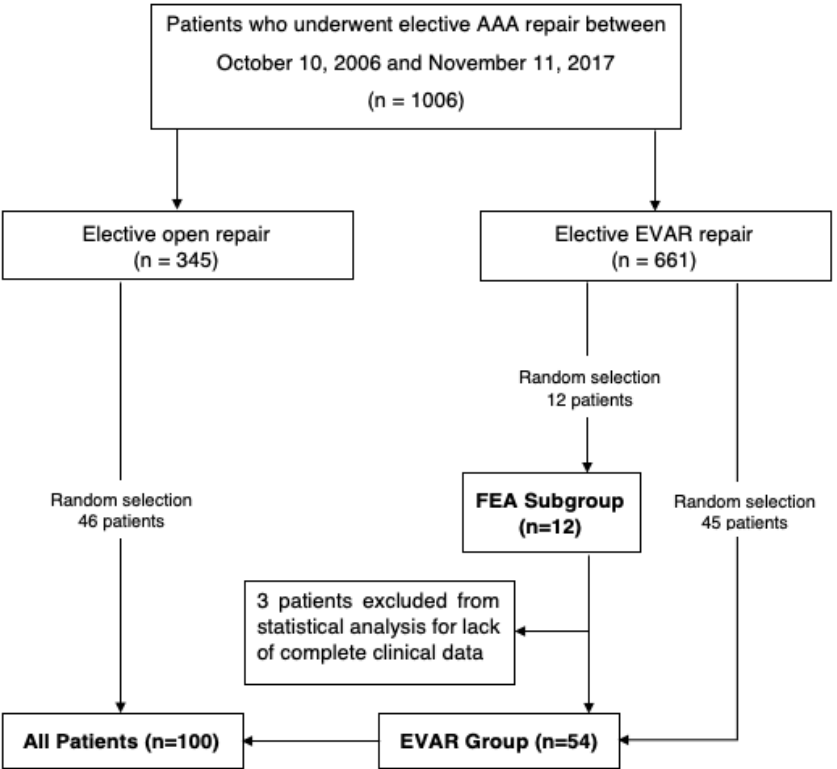 Patients who underwent elective AAA repair between
October 10, 2006 and November 11, 2017
(n = 1006)
Elective open repair
(n = 345)
Elective EVAR repair
(n = 661)
Random selection
12 patients
Random selection
46 patients
FEA Subgroup
(n=12)
Random selection
45 patients
3 patients excluded from
statistical analysis for lack
of complete clinical data
All Patients (n=100)
EVAR Group (n=54)